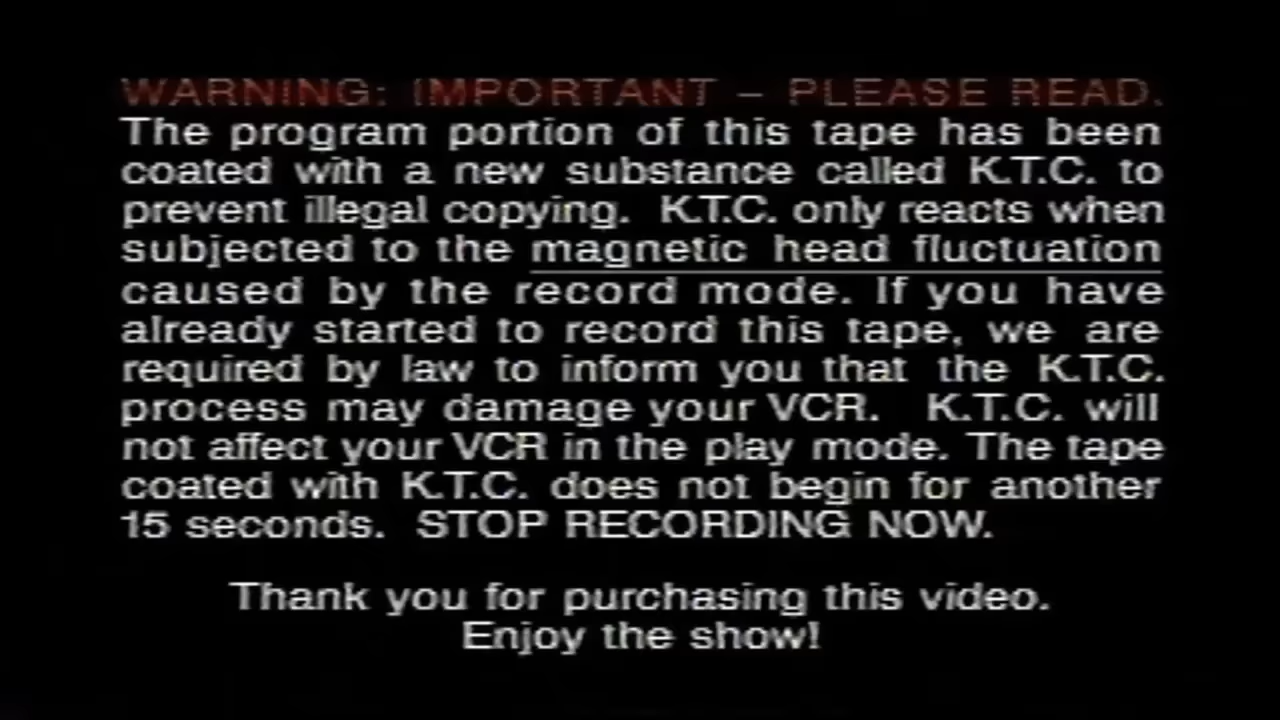 WARNING: IMPORTANT – PLEASE READ.
The program portion of this tape has been
coated with a new substance called K.T.C. to
prevent illegal copying. K.T.C. only reacts when
subjected to the magnetic head fluctuation
caused by the record mode. If you have
already started to record this tape, we are
required by law to inform you that the K.T.C.
process may damage your VCR. K.T.C. will
not affect your VCR in the play mode. The tape
coated with K.T.C. does not begin for another
15 seconds. STOP RECORDING NOW.
Thank you for purchasing this video.
Enjoy the show!